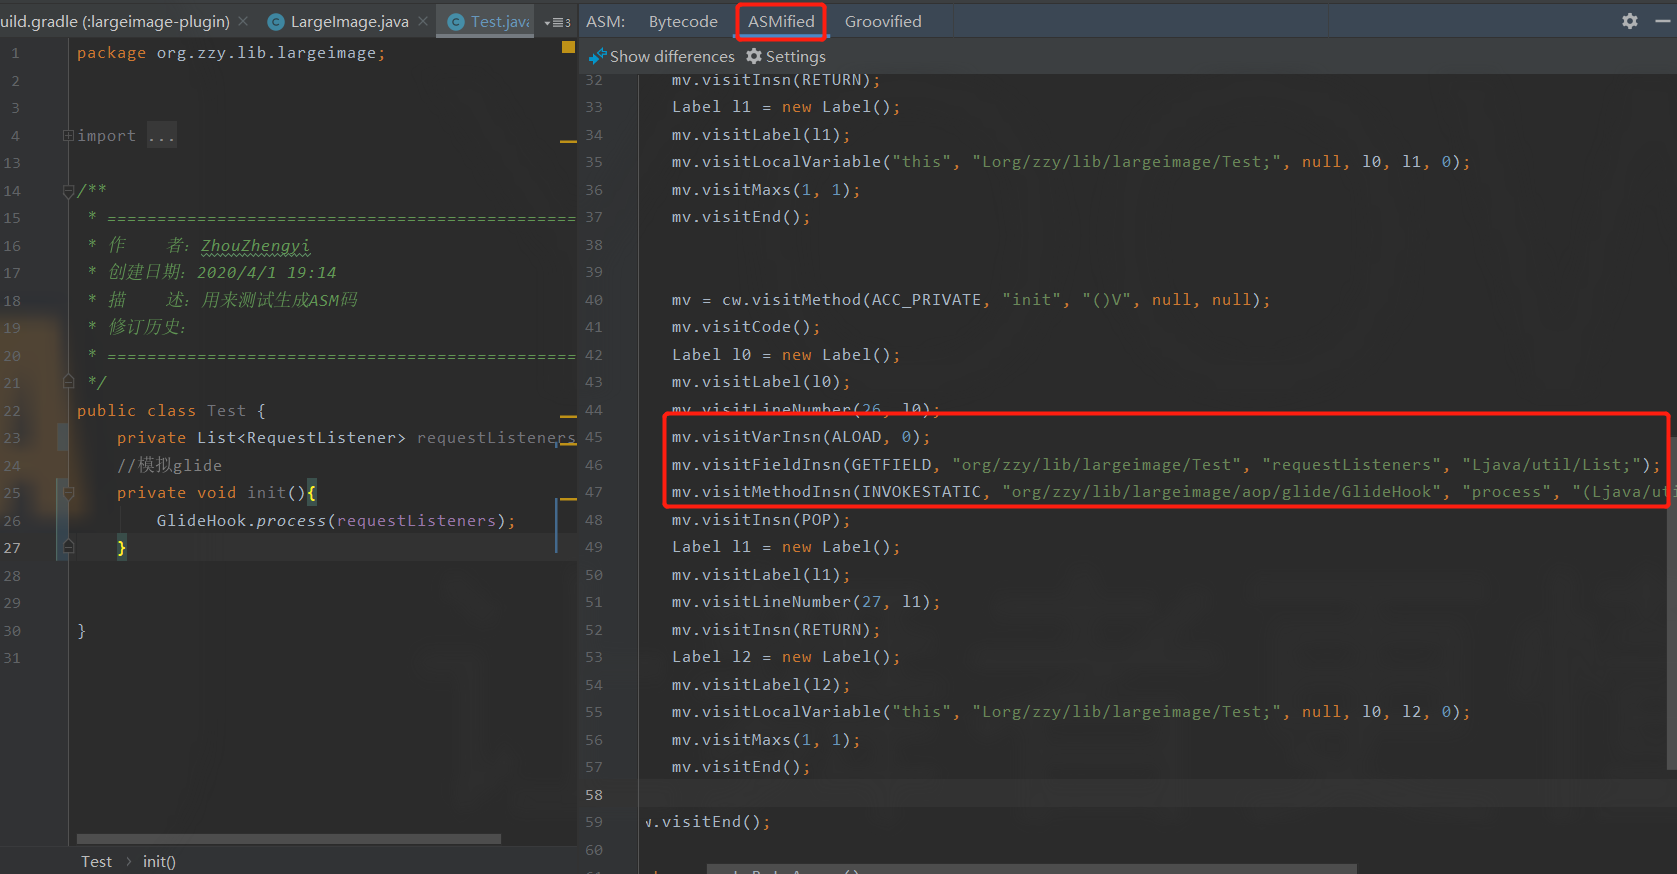 uild.gradle (:largeimage-plugin)
LargeImage.java
Test.java
3
ASM:
Bytecode
ASMified
Groovified
Show differences
Settings
1 package org.zzy.lib.largeimage;
2
3
4 import ...
13
14 /**
15 * ===============================================
16 * 作    者：ZhouZhengyi
17 * 创建日期：2020/4/1 19:14
18 * 描    述：用来测试生成ASM码
19 * 修订历史：
20 * ===============================================
21 */
22 public class Test {
23 private List<RequestListener> requestListeners
24 //模拟glide
25 private void init(){
26 GlideHook.process(requestListeners);
27 }
28
29
30 }
31
Test > init()
32 mv.visitInsn(RETURN);
33 Label l1 = new Label();
34 mv.visitLabel(l1);
35 mv.visitLocalVariable("this", "Lorg/zzy/lib/largeimage/Test;", null, l0, l1, 0);
36 mv.visitMaxs(1, 1);
37 mv.visitEnd();
38
39
40 mv = cw.visitMethod(ACC_PRIVATE, "init", "()V", null, null);
41 mv.visitCode();
42 Label l0 = new Label();
43 mv.visitLabel(l0);
44 mv.visitLineNumber(26, l0);
45 mv.visitVarInsn(ALOAD, 0);
46 mv.visitFieldInsn(GETFIELD, "org/zzy/lib/largeimage/Test", "requestListeners", "Ljava/util/List;");
47 mv.visitMethodInsn(INVOKESTATIC, "org/zzy/lib/largeimage/aop/glide/GlideHook", "process", "(Ljava/uti
48 mv.visitInsn(POP);
49 Label l1 = new Label();
50 mv.visitLabel(l1);
51 mv.visitLineNumber(27, l1);
52 mv.visitInsn(RETURN);
53 Label l2 = new Label();
54 mv.visitLabel(l2);
55 mv.visitLocalVariable("this", "Lorg/zzy/lib/largeimage/Test;", null, l0, l2, 0);
56 mv.visitMaxs(1, 1);
57 mv.visitEnd();
58
59 w.visitEnd();
60